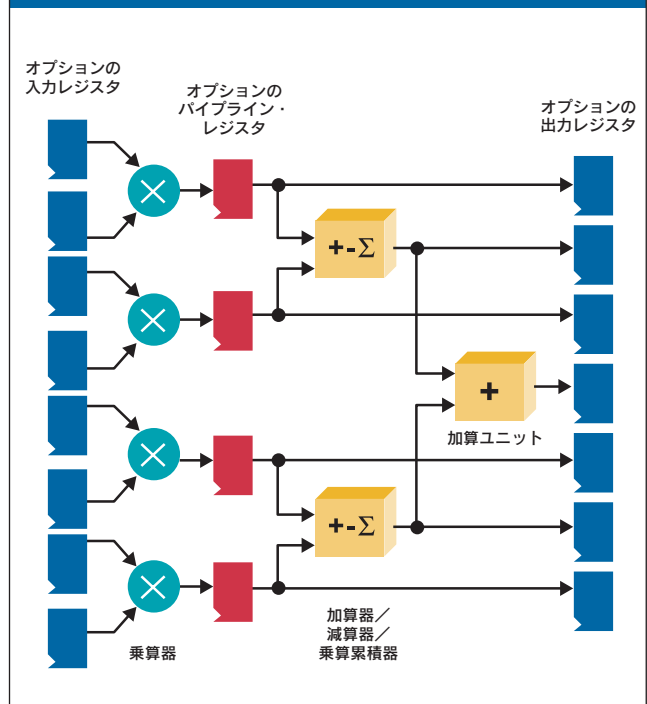 オプションの
入力レジスタ
オプションの
パイプライン・
レジスタ
オプションの
出力レジスタ
+-Σ
+
加算ユニット
+-Σ
乗算器
加算器／
減算器／
乗算累積器